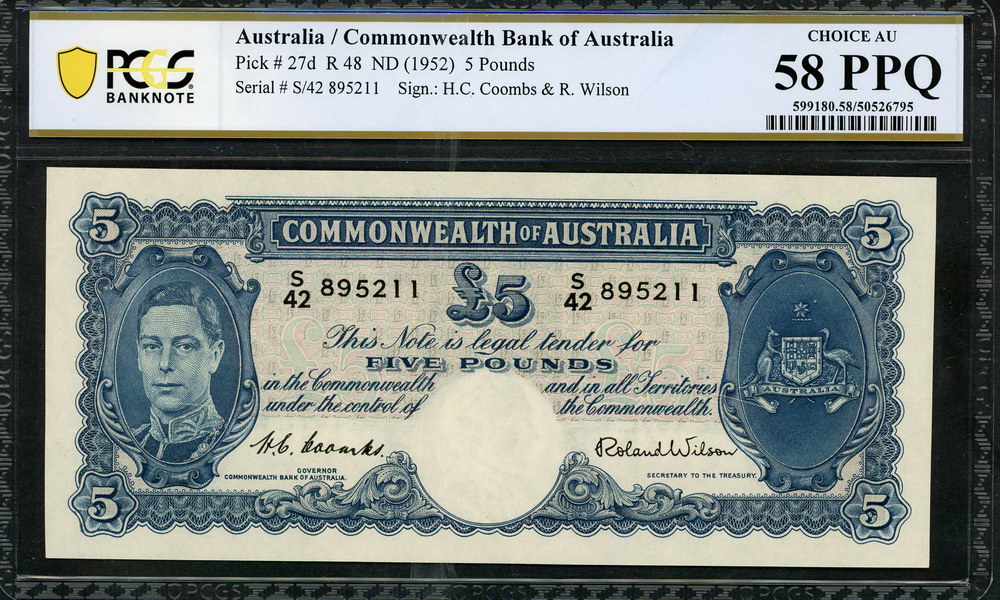 PCGS
BANKNOTE
Australia / Commonwealth Bank of Australia
Pick # 27d R 48 ND (1952) 5 Pounds
Serial # S/42 895211 Sign.: H.C. Coombs & R. Wilson
CHOICE AU
58 PPQ
599180.58/50526795
5
5
COMMONWEALTH OF AUSTRALIA
S/42 895211
£5
S/42 895211
This Note is legal tender for
FIVE POUNDS
in the Commonwealth and in all Territories
under the control of the Commonwealth.
AUSTRALIA
H.C. Coombs.
Roland Wilson
GOVERNOR
COMMONWEALTH BANK OF AUSTRALIA.
SECRETARY TO THE TREASURY.
5
5
PCGS